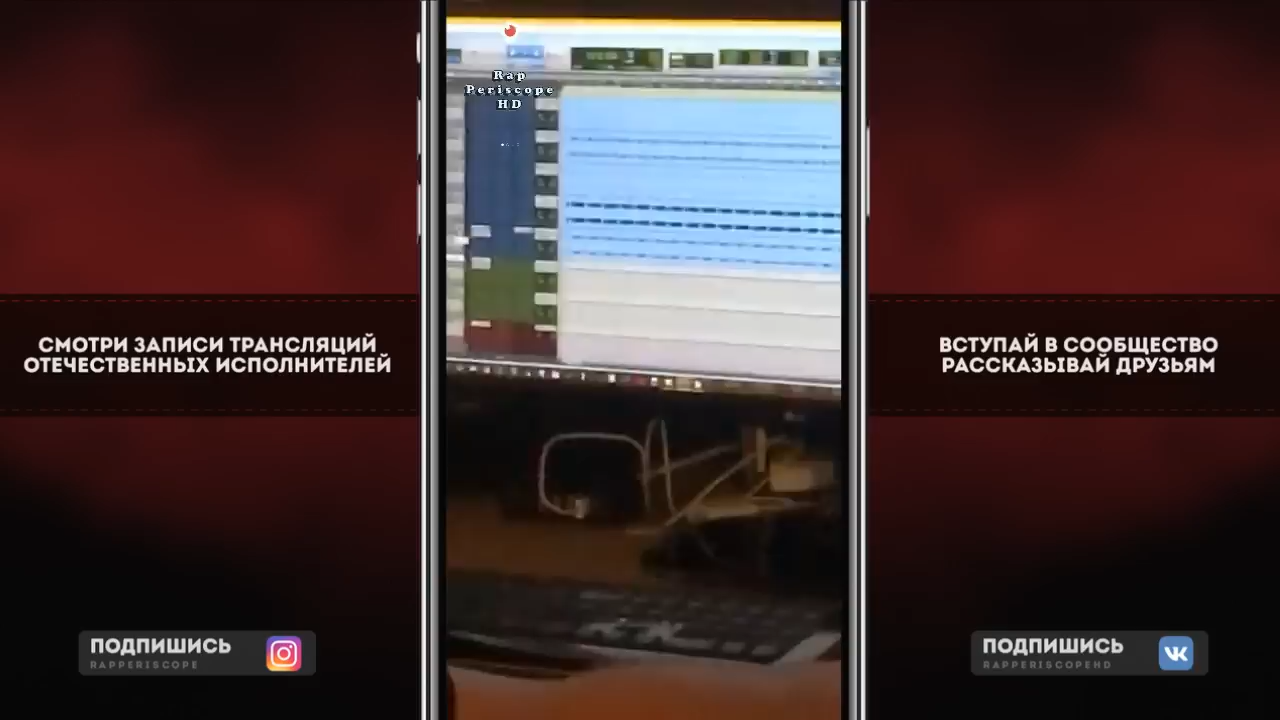 Rap
Periscope
HD
СМОТРИ ЗАПИСИ ТРАНСЛЯЦИЙ
ОТЕЧЕСТВЕННЫХ ИСПОЛНИТЕЛЕЙ
ВСТУПАЙ В СООБЩЕСТВО
РАССКАЗЫВАЙ ДРУЗЬЯМ
ПОДПИШИСЬ
RAPPERISCOPE
ПОДПИШИСЬ
RAPPERISCOPEHD